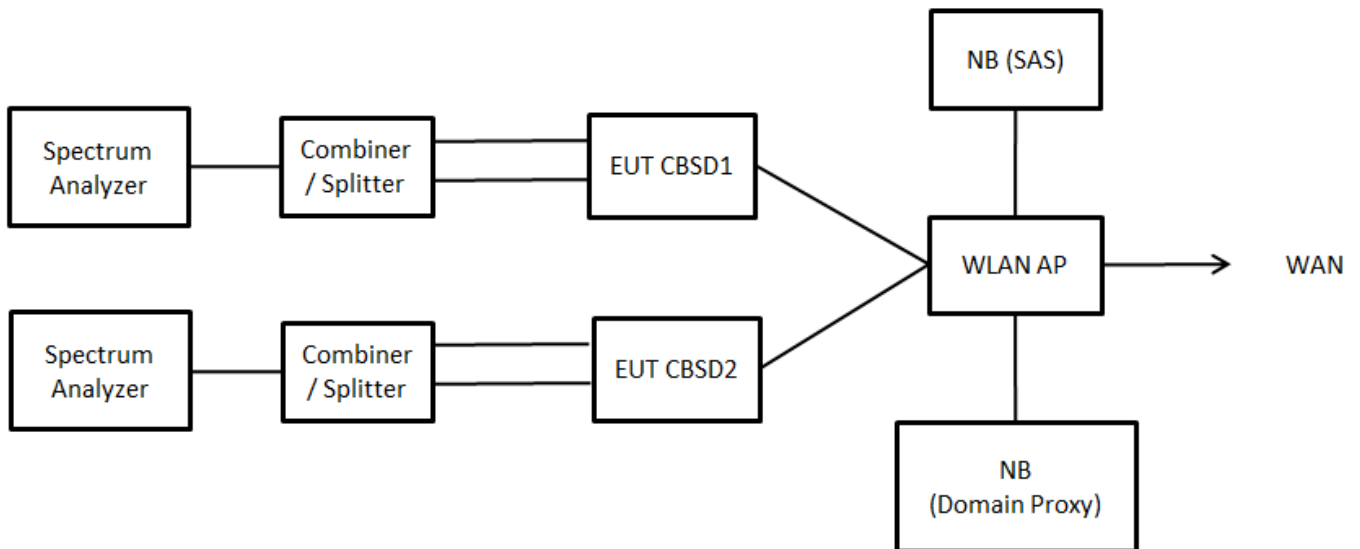 NB (SAS)
Spectrum
Analyzer
Combiner
/ Splitter
EUT CBSD1
WLAN AP
WAN
Spectrum
Analyzer
Combiner
/ Splitter
EUT CBSD2
NB
(Domain Proxy)